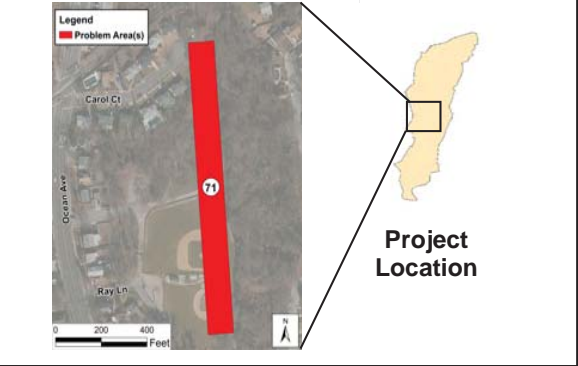 Legend
Problem Area(s)
Carol Ct
Ocean Ave
71
Ray Ln
0 200 400
Feet
N
Project
Location